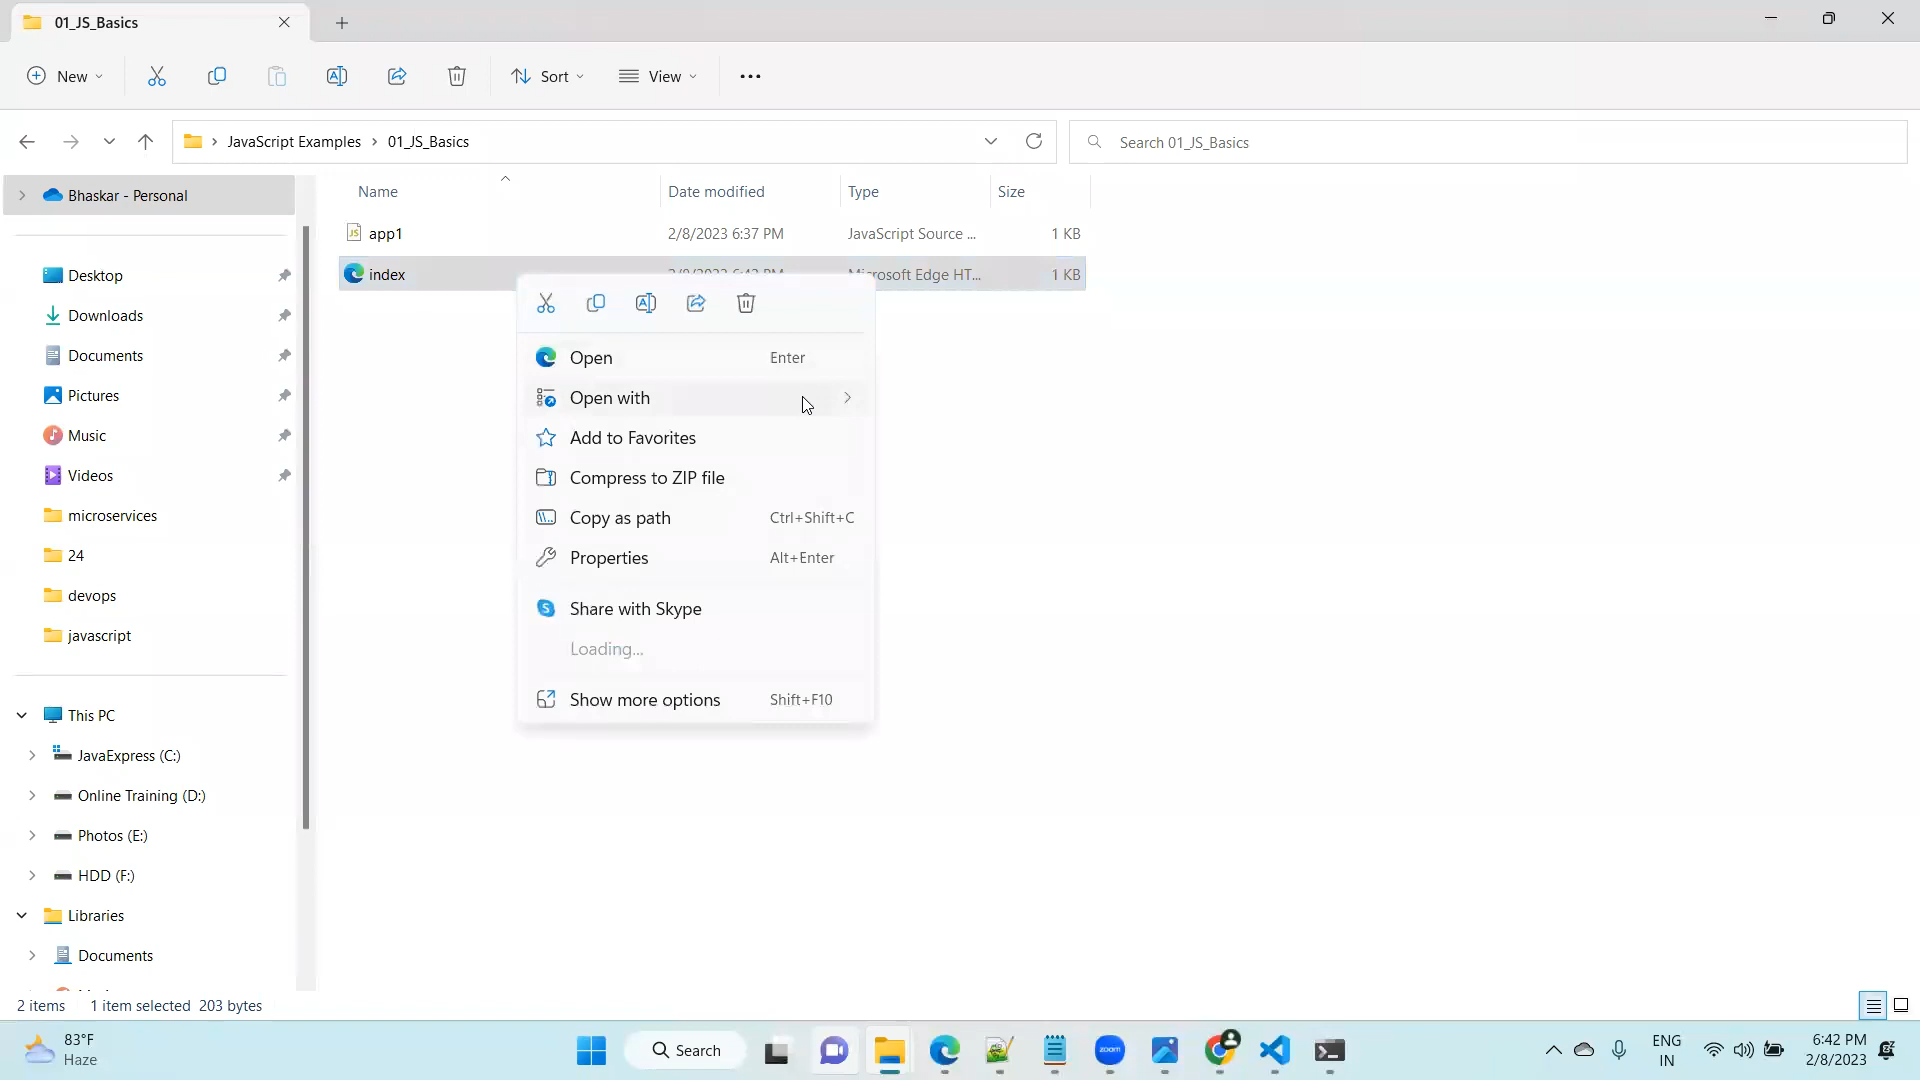 01_JS_Basics
New
Sort
View
JavaScript Examples > 01_JS_Basics
Search 01_JS_Basics
Bhaskar - Personal
Name
Date modified
Type
Size
app1
2/8/2023 6:37 PM
JavaScript Source ...
1 KB
index
2/8/2023 6:42 PM
Microsoft Edge HT...
1 KB
Desktop
Downloads
Documents
Pictures
Music
Videos
microservices
24
devops
javascript
This PC
JavaExpress (C:)
Online Training (D:)
Photos (E:)
HDD (F:)
Libraries
Documents
Open Enter
Open with
Add to Favorites
Compress to ZIP file
Copy as path Ctrl+Shift+C
Properties Alt+Enter
Share with Skype
Loading...
Show more options Shift+F10
2 items 1 item selected 203 bytes
83°F
Haze
Search
zoom
ENG
IN
6:42 PM
2/8/2023